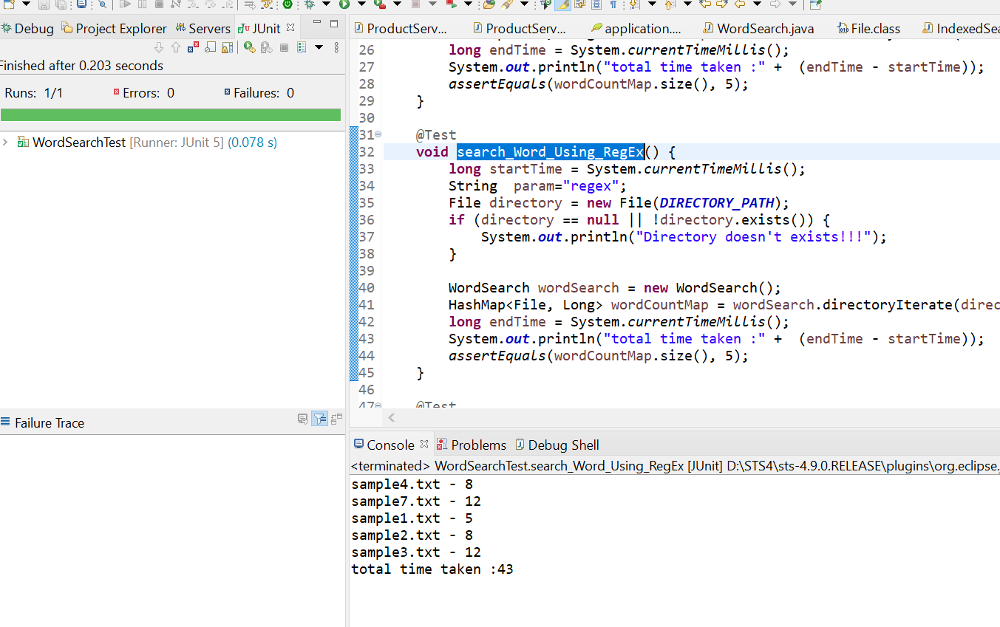 Debug Project Explorer Servers JUnit
Finished after 0.203 seconds
Runs: 1/1 Errors: 0 Failures: 0
WordSearchTest [Runner: JUnit 5] (0.078 s)
Failure Trace
ProductServ... ProductServ... application.... WordSearch.java File.class IndexedSea
26 long endTime = System.currentTimeMillis();
27 System.out.println("total time taken :" + (endTime - startTime));
28 assertEquals(wordCountMap.size(), 5);
29 }
30
31 @Test
32 void search_Word_Using_RegEx() {
33 long startTime = System.currentTimeMillis();
34 String param="regex";
35 File directory = new File(DIRECTORY_PATH);
36 if (directory == null || !directory.exists()) {
37 System.out.println("Directory doesn't exists!!!");
38 }
39
40 WordSearch wordSearch = new WordSearch();
41 HashMap<File, Long> wordCountMap = wordSearch.directoryIterate(direc
42 long endTime = System.currentTimeMillis();
43 System.out.println("total time taken :" + (endTime - startTime));
44 assertEquals(wordCountMap.size(), 5);
45 }
46
47 @Test
Console Problems Debug Shell
<terminated> WordSearchTest.search_Word_Using_RegEx [JUnit] D:\STS4\sts-4.9.0.RELEASE\plugins\org.eclipse.
sample4.txt - 8
sample7.txt - 12
sample1.txt - 5
sample2.txt - 8
sample3.txt - 12
total time taken :43